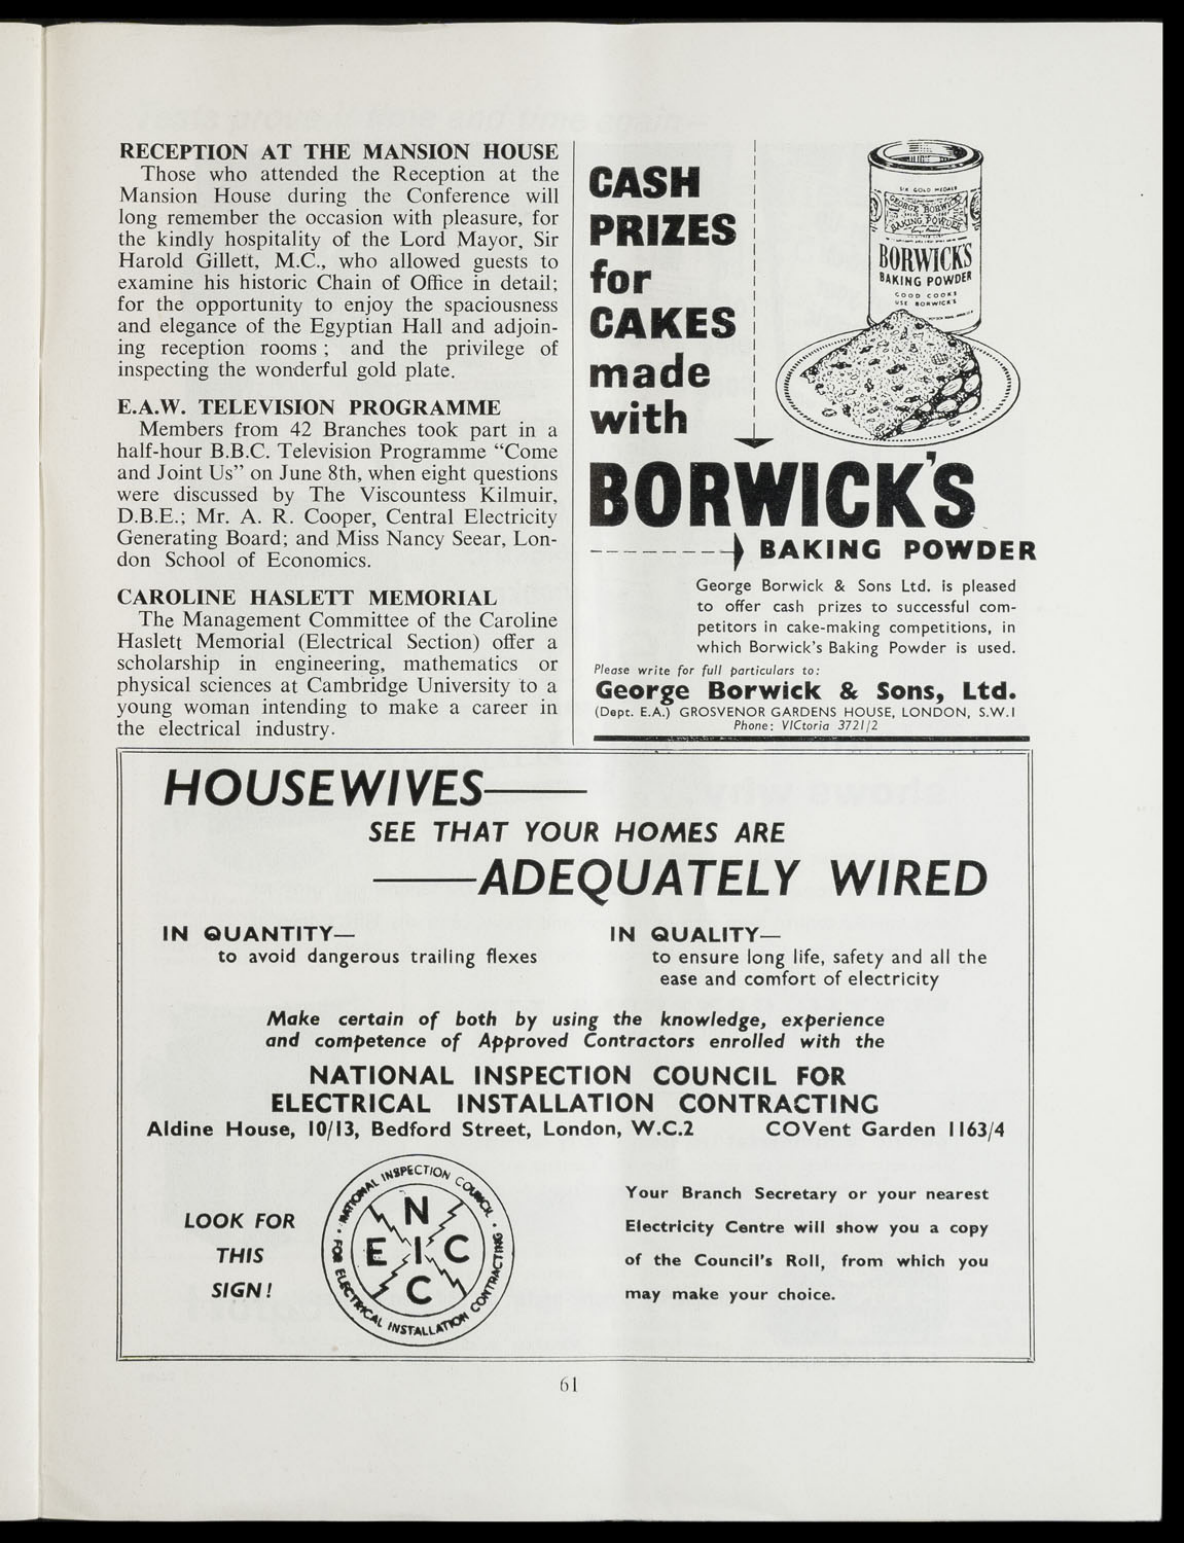 RECEPTION AT THE MANSION HOUSE
Those who attended the Reception at the
Mansion House during the Conference will
long remember the occasion with pleasure, for
the kindly hospitality of the Lord Mayor, Sir
Harold Gillett, M.C., who allowed guests to
examine his historic Chain of Office in detail;
for the opportunity to enjoy the spaciousness
and elegance of the Egyptian Hall and adjoin-
ing reception rooms; and the privilege of
inspecting the wonderful gold plate.
E.A.W. TELEVISION PROGRAMME
Members from 42 Branches took part in a
half-hour B.B.C. Television Programme “Come
and Joint Us” on June 8th, when eight questions
were discussed by The Viscountess Kilmuir,
D.B.E.; Mr. A. R. Cooper, Central Electricity
Generating Board; and Miss Nancy Seear, Lon-
don School of Economics.
CAROLINE HASLETT MEMORIAL
The Management Committee of the Caroline
Haslett Memorial (Electrical Section) offer a
scholarship in engineering, mathematics or
physical sciences at Cambridge University to a
young woman intending to make a career in
the electrical industry.
CASH
PRIZES
for
CAKES
made
with
SIX GOLD MEDALS
GEORGE BORWICK
BAKING POWDER
BORWICK'S
BAKING POWDER
GOOD COOKS
USE BORWICK'S
BORWICK'S
BAKING POWDER
George Borwick & Sons Ltd. is pleased
to offer cash prizes to successful com-
petitors in cake-making competitions, in
which Borwick's Baking Powder is used.
Please write for full particulars to:
George Borwick & Sons, Ltd.
(Dept. E.A.) GROSVENOR GARDENS HOUSE, LONDON, S.W.1
Phone: VICtoria 3721/2
HOUSEWIVES—
SEE THAT YOUR HOMES ARE
—ADEQUATELY WIRED
IN QUANTITY—
to avoid dangerous trailing flexes
IN QUALITY—
to ensure long life, safety and all the
ease and comfort of electricity
Make certain of both by using the knowledge, experience
and competence of Approved Contractors enrolled with the
NATIONAL INSPECTION COUNCIL FOR
ELECTRICAL INSTALLATION CONTRACTING
Aldine House, 10/13, Bedford Street, London, W.C.2 COVent Garden 1163/4
LOOK FOR
THIS
SIGN!
NATIONAL INSPECTION COUNCIL
FOR ELECTRICAL INSTALLATION CONTRACTING
N
E I C
C
Your Branch Secretary or your nearest
Electricity Centre will show you a copy
of the Council's Roll, from which you
may make your choice.
61